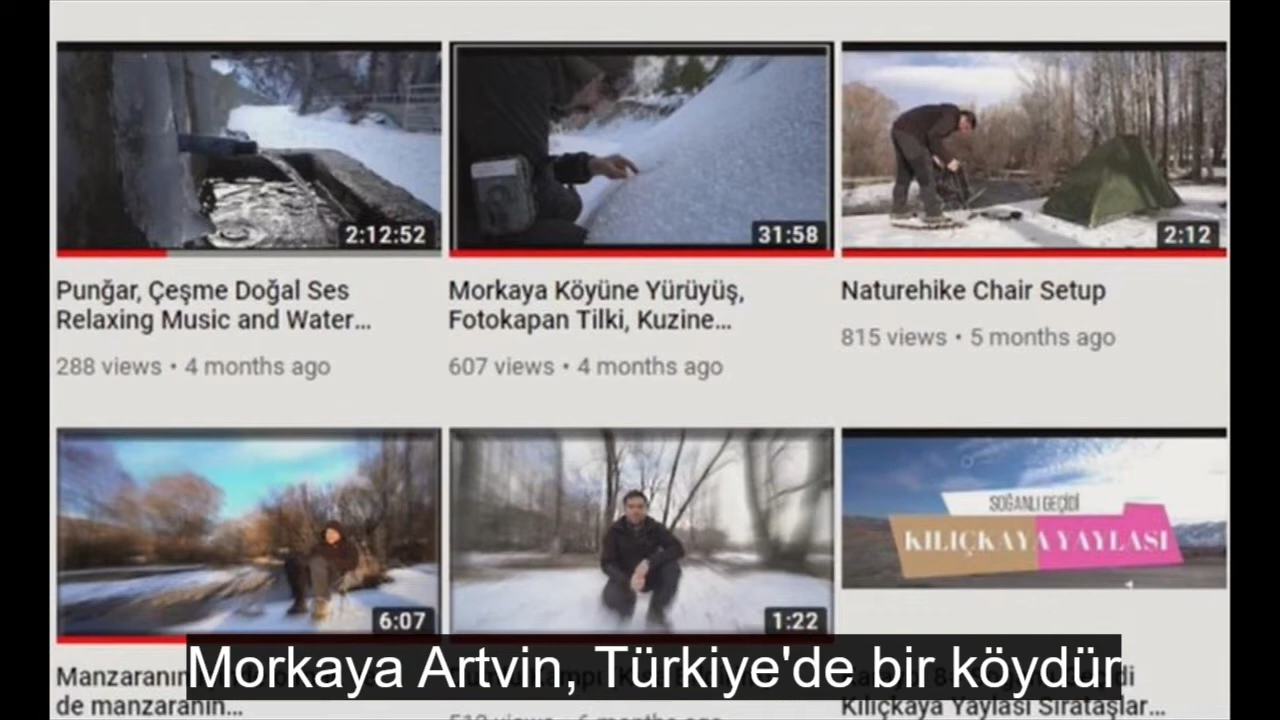 2:12:52
31:58
2:12
Punğar, Çeşme Doğal Ses
Relaxing Music and Water...
288 views • 4 months ago
Morkaya Köyüne Yürüyüş,
Fotokapan Tilki, Kuzine...
607 views • 4 months ago
Naturehike Chair Setup
815 views • 5 months ago
SOĞANLI GEÇİDİ
KILIÇKAYA YAYLASI
6:07
1:22
Manzaranın
de manzaranın...
Kılıçkaya Yaylası Sırataşlar...
Morkaya Artvin, Türkiye'de bir köydür